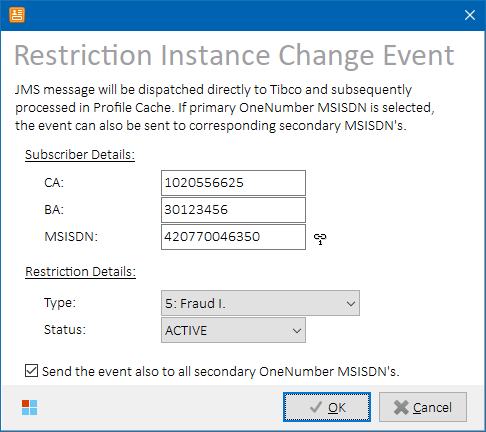 Restriction Instance Change Event
JMS message will be dispatched directly to Tibco and subsequently
processed in Profile Cache. If primary OneNumber MSISDN is selected,
the event can also be sent to corresponding secondary MSISDN's.
Subscriber Details:
CA: 1020556625
BA: 30123456
MSISDN: 420770046350
Restriction Details:
Type: 5: Fraud I.
Status: ACTIVE
Send the event also to all secondary OneNumber MSISDN's.
OK Cancel